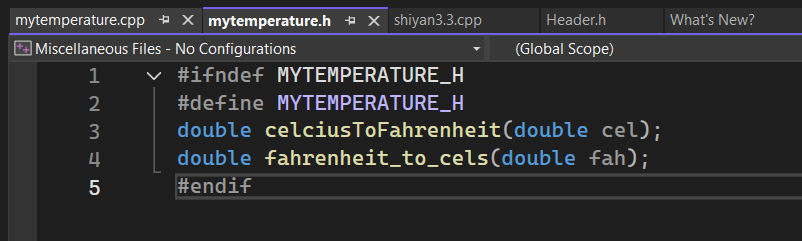 mytemperature.cpp mytemperature.h shiyan3.3.cpp Header.h What's New?
Miscellaneous Files - No Configurations (Global Scope)
1 #ifndef MYTEMPERATURE_H
2 #define MYTEMPERATURE_H
3 double celciusToFahrenheit(double cel);
4 double fahrenheit_to_cels(double fah);
5 #endif